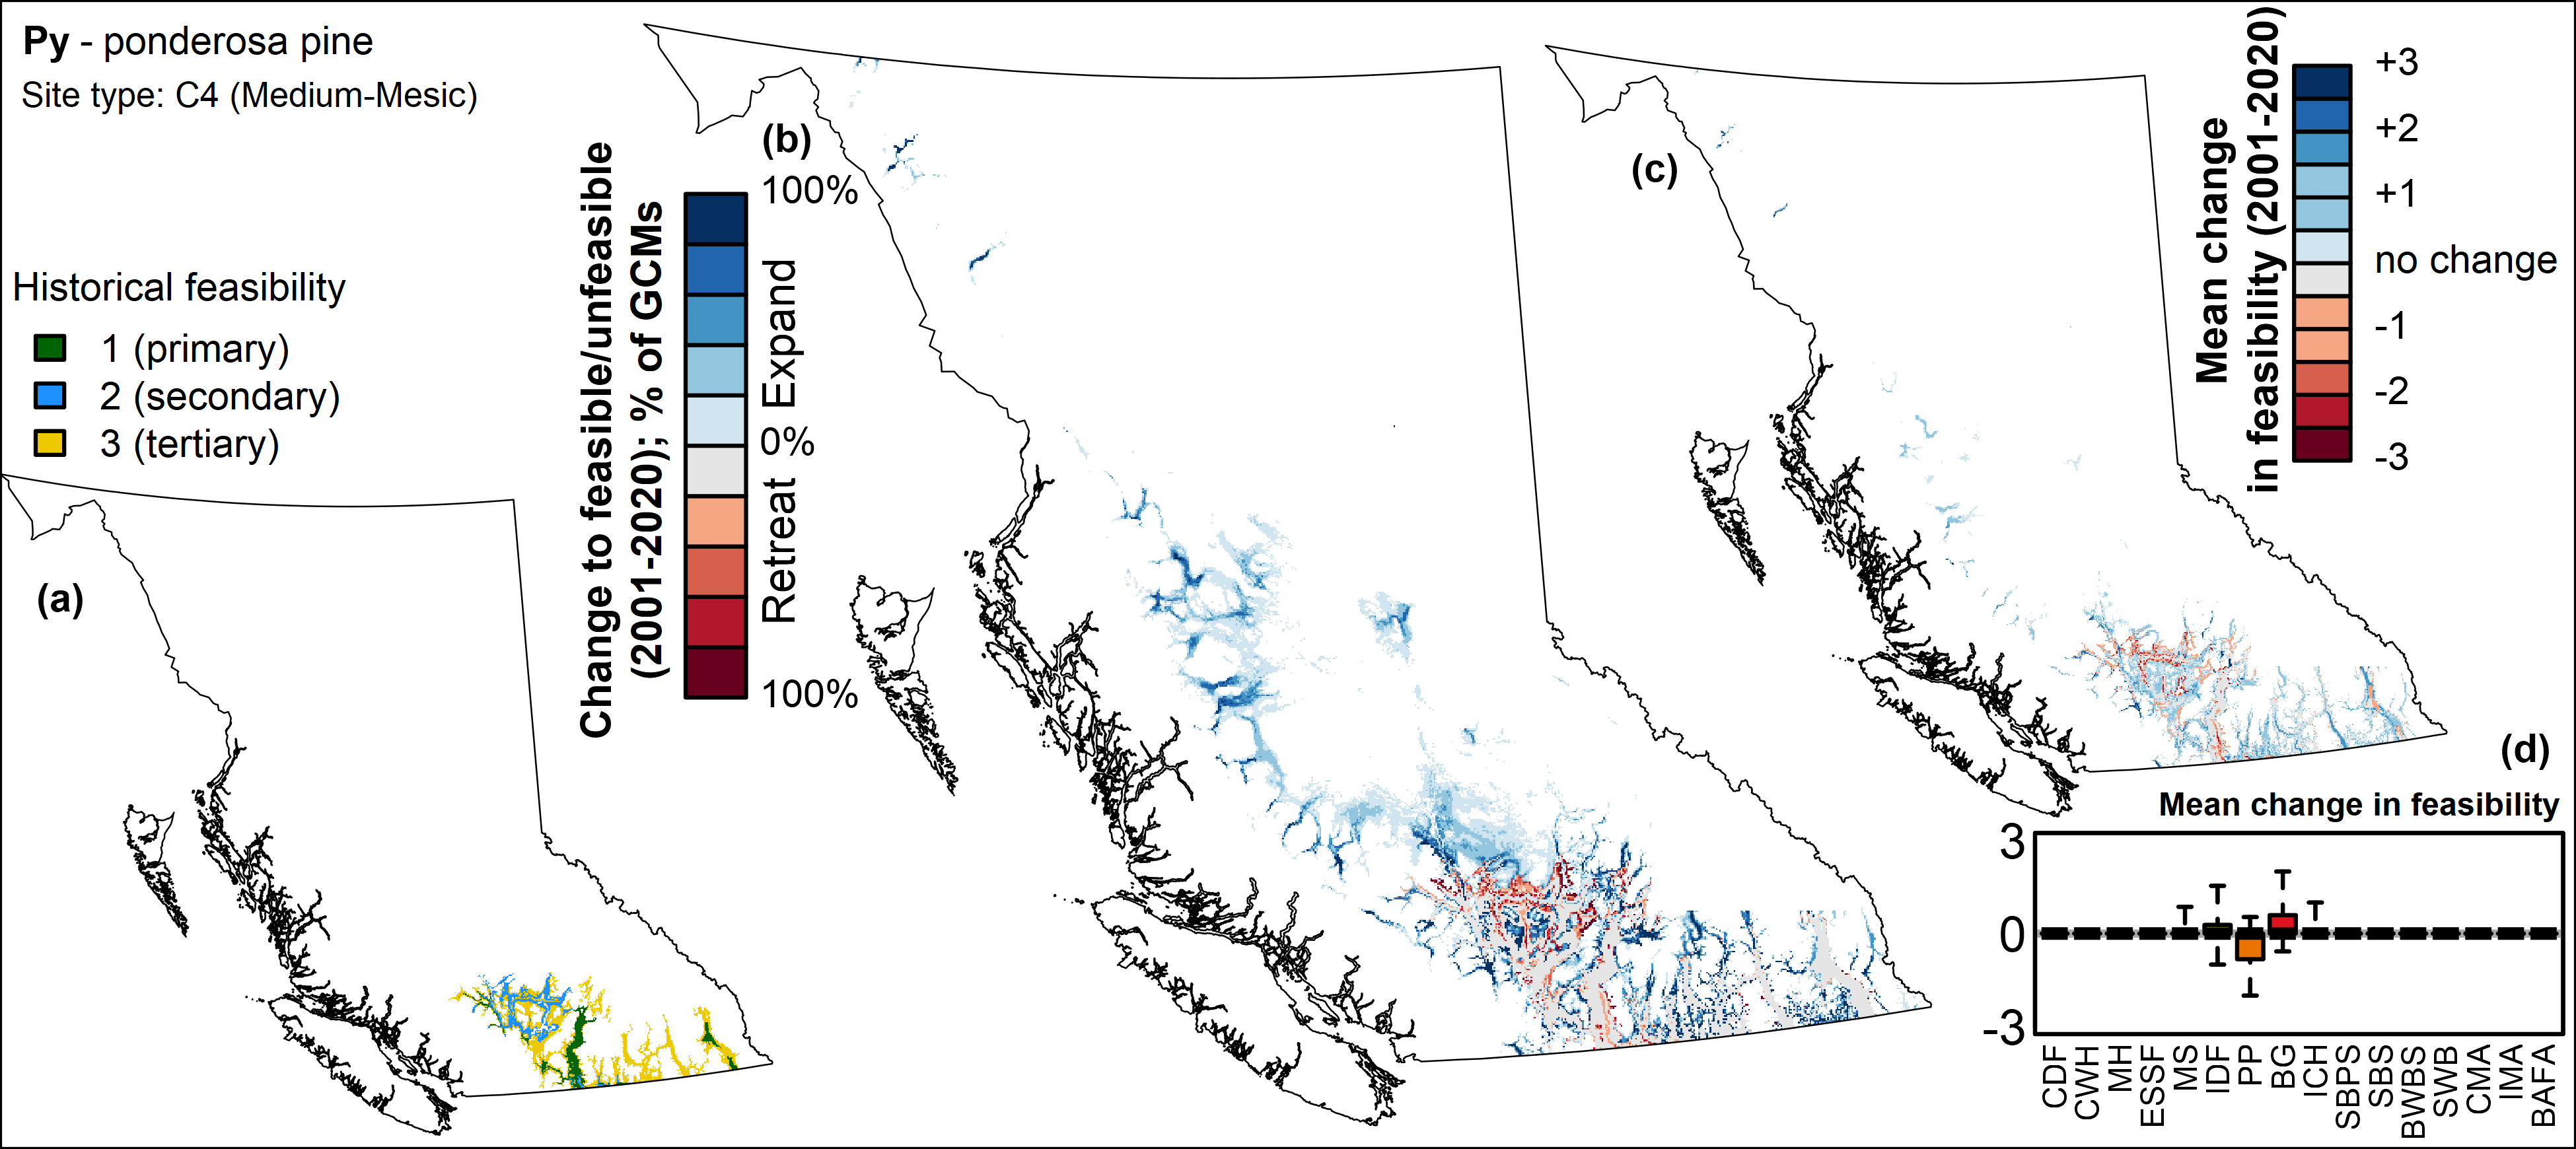 Py - ponderosa pine
Site type: C4 (Medium-Mesic)
Historical feasibility
1 (primary)
2 (secondary)
3 (tertiary)
(a)
(b)
Change to feasible/unfeasible
(2001-2020); % of GCMs
100%
Expand
0%
Retreat
100%
(c)
Mean change
in feasibility (2001-2020)
+3
+2
+1
no change
-1
-2
-3
(d)
Mean change in feasibility
3
0
-3
CDF
CWH
MH
ESSF
MS
IDF
PP
BG
ICH
SBPS
SBS
BWBS
SWB
CMA
IMA
BAFA